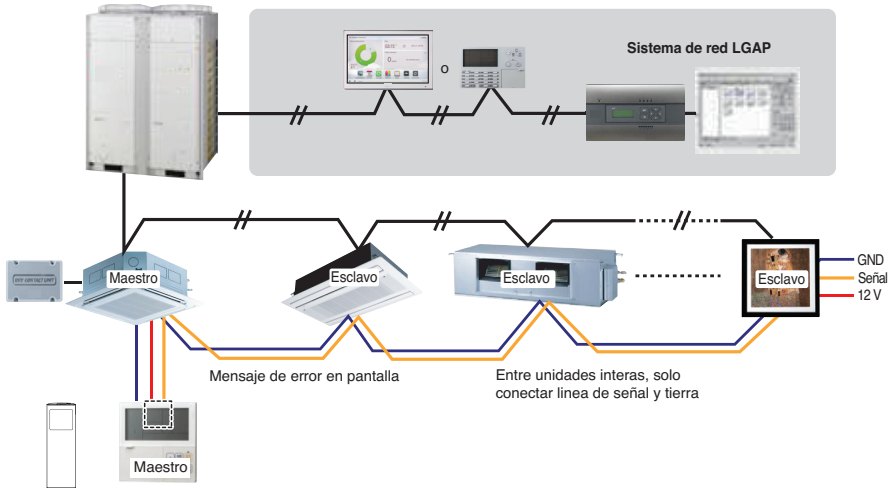 Sistema de red LGAP
o
Maestro
Esclavo
Esclavo
Esclavo
GND
Señal
12 V
Mensaje de error en pantalla
Entre unidades interas, solo
conectar linea de señal y tierra
Maestro